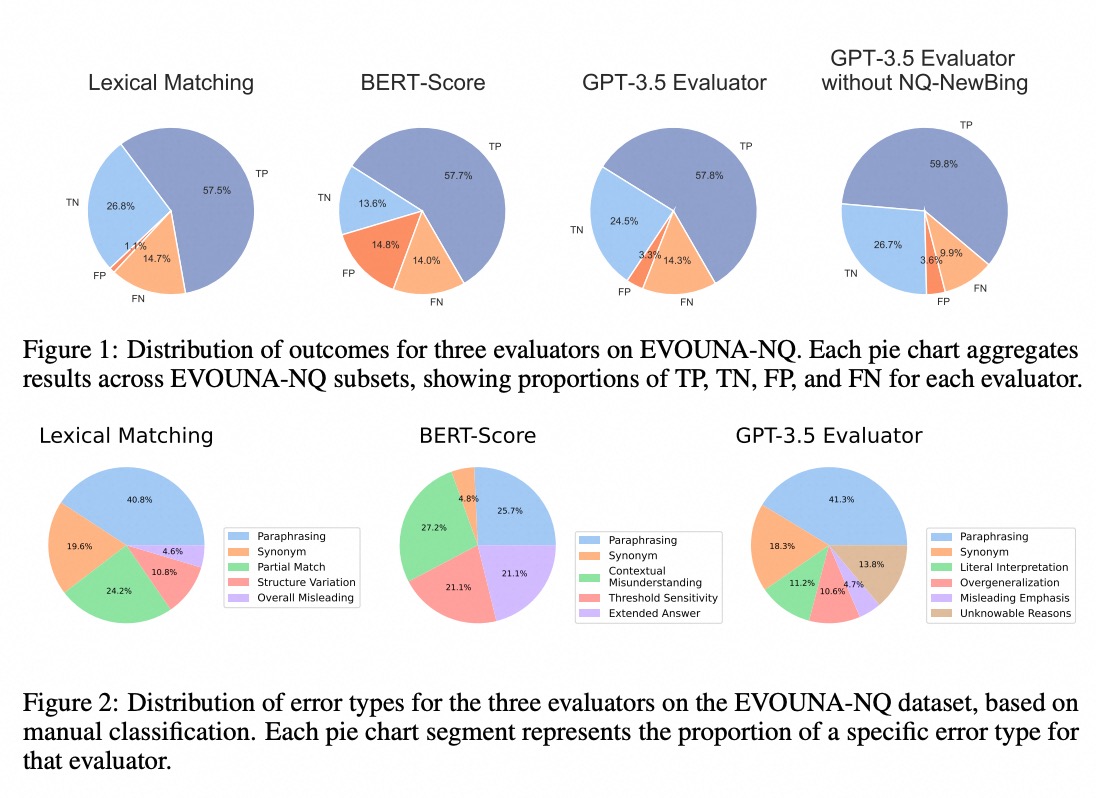 Lexical Matching
BERT-Score
GPT-3.5 Evaluator
GPT-3.5 Evaluator
without NQ-NewBing
TP
57.5%
TN
26.8%
1.1%
FP
14.7%
FN
TP
57.7%
TN
13.6%
14.8%
FP
14.0%
FN
TP
57.8%
TN
24.5%
3.3%
FP
14.3%
FN
TP
59.8%
TN
26.7%
3.6%
FP
9.9%
FN
Figure 1: Distribution of outcomes for three evaluators on EVOUNA-NQ. Each pie chart aggregates
results across EVOUNA-NQ subsets, showing proportions of TP, TN, FP, and FN for each evaluator.
Lexical Matching
40.8%
19.6%
24.2%
10.8%
4.6%
Paraphrasing
Synonym
Partial Match
Structure Variation
Overall Misleading
BERT-Score
25.7%
4.8%
27.2%
21.1%
21.1%
Paraphrasing
Synonym
Contextual
Misunderstanding
Threshold Sensitivity
Extended Answer
GPT-3.5 Evaluator
41.3%
18.3%
11.2%
10.6%
4.7%
13.8%
Paraphrasing
Synonym
Literal Interpretation
Overgeneralization
Misleading Emphasis
Unknowable Reasons
Figure 2: Distribution of error types for the three evaluators on the EVOUNA-NQ dataset, based on
manual classification. Each pie chart segment represents the proportion of a specific error type for
that evaluator.